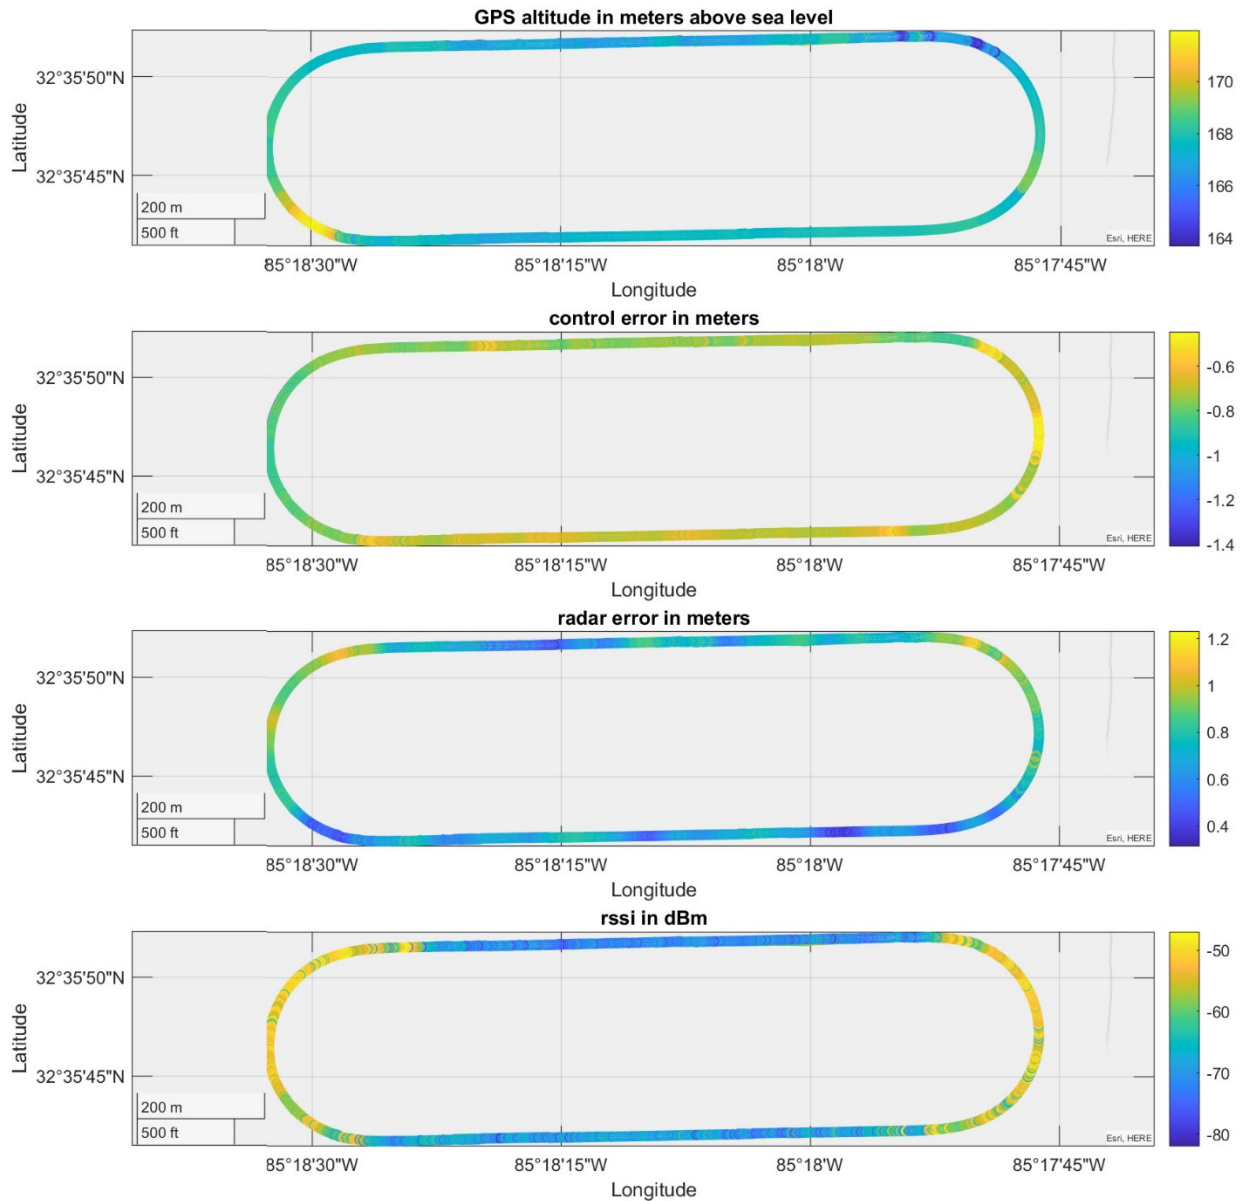 GPS altitude in meters above sea level
Latitude
32°35'50"N
32°35'45"N
200 m
500 ft
Esri, HERE
85°18'30"W
85°18'15"W
85°18'W
85°17'45"W
Longitude
170
168
166
164
control error in meters
Latitude
32°35'50"N
32°35'45"N
200 m
500 ft
Esri, HERE
85°18'30"W
85°18'15"W
85°18'W
85°17'45"W
Longitude
-0.6
-0.8
-1
-1.2
-1.4
radar error in meters
Latitude
32°35'50"N
32°35'45"N
200 m
500 ft
Esri, HERE
85°18'30"W
85°18'15"W
85°18'W
85°17'45"W
Longitude
1.2
1
0.8
0.6
0.4
rssi in dBm
Latitude
32°35'50"N
32°35'45"N
200 m
500 ft
Esri, HERE
85°18'30"W
85°18'15"W
85°18'W
85°17'45"W
Longitude
-50
-60
-70
-80